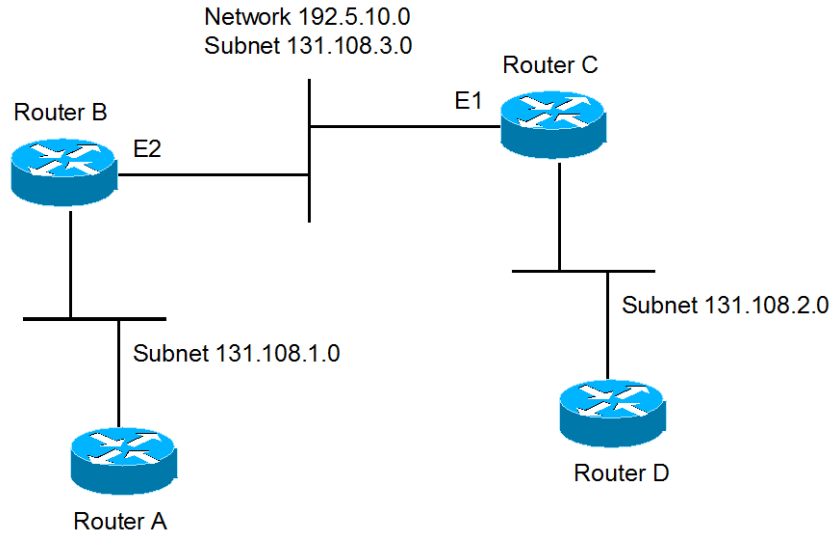 Network 192.5.10.0
Subnet 131.108.3.0
Router C
E1
Router B
E2
Subnet 131.108.2.0
Subnet 131.108.1.0
Router D
Router A